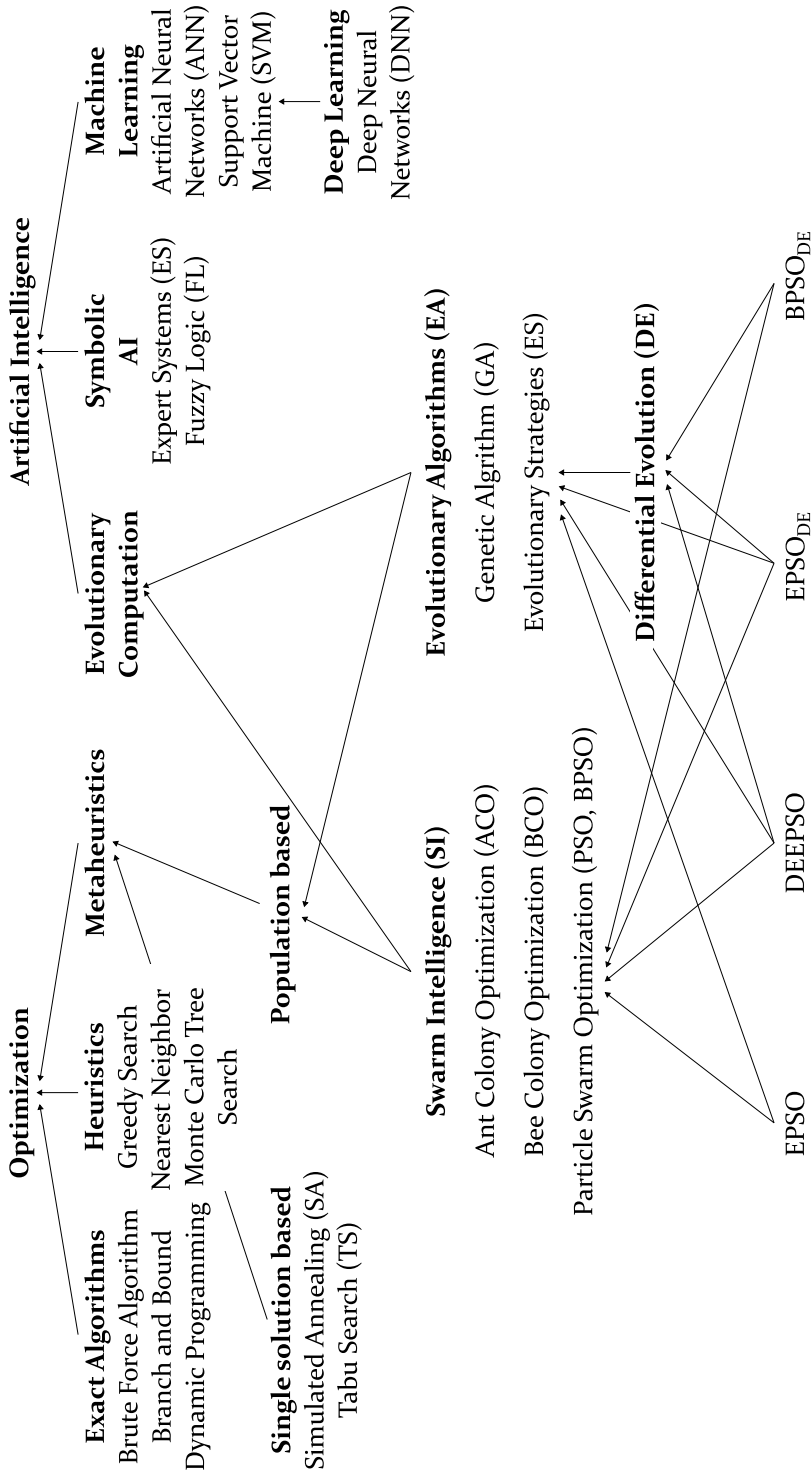 Optimization
Artificial Intelligence
Exact Algorithms
Brute Force Algorithm
Branch and Bound
Dynamic Programming
Heuristics
Greedy Search
Nearest Neighbor
Monte Carlo Tree
Search
Metaheuristics
Evolutionary
Computation
Symbolic
AI
Expert Systems (ES)
Fuzzy Logic (FL)
Machine
Learning
Artificial Neural
Networks (ANN)
Support Vector
Machine (SVM)
Single solution based
Simulated Annealing (SA)
Tabu Search (TS)
Population based
Deep Learning
Deep Neural
Networks (DNN)
Swarm Intelligence (SI)
Ant Colony Optimization (ACO)
Bee Colony Optimization (BCO)
Particle Swarm Optimization (PSO, BPSO)
Evolutionary Algorithms (EA)
Genetic Algrithm (GA)
Evolutionary Strategies (ES)
Differential Evolution (DE)
EPSO
DEEPSO
EPSO_DE
BPSO_DE